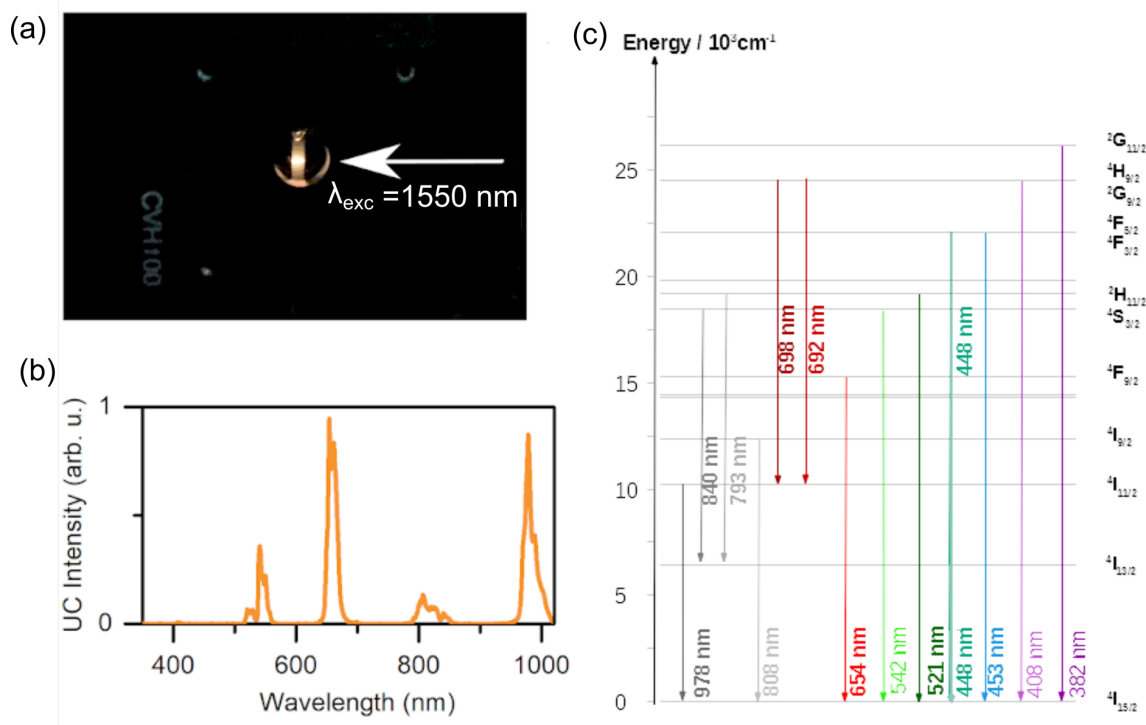 (a)
λexc =1550 nm
CVH100
(b)
UC Intensity (arb. u.)
1
0
400
600
800
1000
Wavelength (nm)
(c)
Energy / 10³cm⁻¹
25
20
15
10
5
0
698 nm
692 nm
448 nm
840 nm
793 nm
978 nm
808 nm
654 nm
542 nm
521 nm
448 nm
453 nm
408 nm
382 nm
²G₁₁/₂
⁴H₉/₂
²G₉/₂
⁴F₅/₂
⁴F₃/₂
²H₁₁/₂
⁴S₃/₂
⁴F₉/₂
⁴I₉/₂
⁴I₁₁/₂
⁴I₁₃/₂
⁴I₁₅/₂